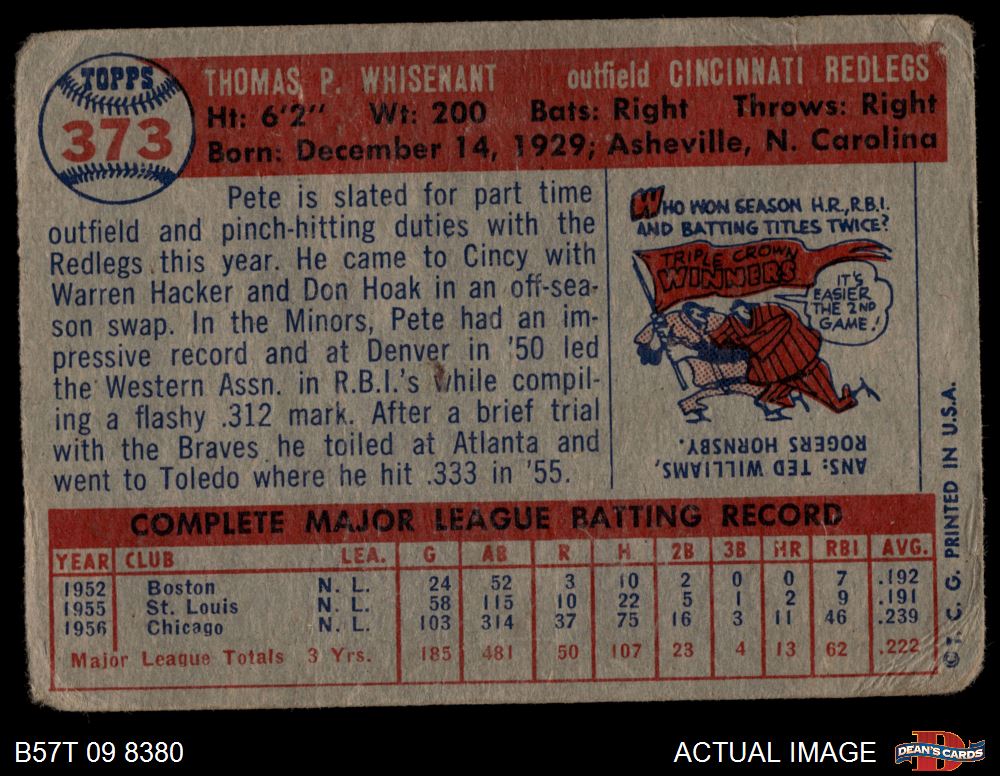 TOPPS
373
THOMAS P. WHISENANT outfield CINCINNATI REDLEGS
Ht: 6'2" Wt: 200 Bats: Right Throws: Right
Born: December 14, 1929; Asheville, N. Carolina
Pete is slated for part time
outfield and pinch-hitting duties with the
Redlegs this year. He came to Cincy with
Warren Hacker and Don Hoak in an off-sea-
son swap. In the Minors, Pete had an im-
pressive record and at Denver in '50 led
the Western Assn. in R.B.I.'s while compil-
ing a flashy .312 mark. After a brief trial
with the Braves he toiled at Atlanta and
went to Toledo where he hit .333 in '55.
WHO WON SEASON H.R., R.B.I.
AND BATTING TITLES TWICE?
TRIPLE CROWN
WINNERS
IT'S
EASIER
THE 2ND
GAME!
ANS: TED WILLIAMS,
ROGERS HORNSBY.
COMPLETE MAJOR LEAGUE BATTING RECORD
YEAR CLUB LEA. G AB R H 2B 3B HR RBI AVG.
1952 Boston N. L. 24 52 3 10 2 0 0 7 .192
1955 St. Louis N. L. 58 115 10 22 5 1 2 9 .191
1956 Chicago N. L. 103 314 37 75 16 3 11 46 .239
Major League Totals 3 Yrs. 185 481 50 107 23 4 13 62 .222
© T. C. G. PRINTED IN U.S.A.
B57T 09 8380
ACTUAL IMAGE
D
DEAN'S CARDS